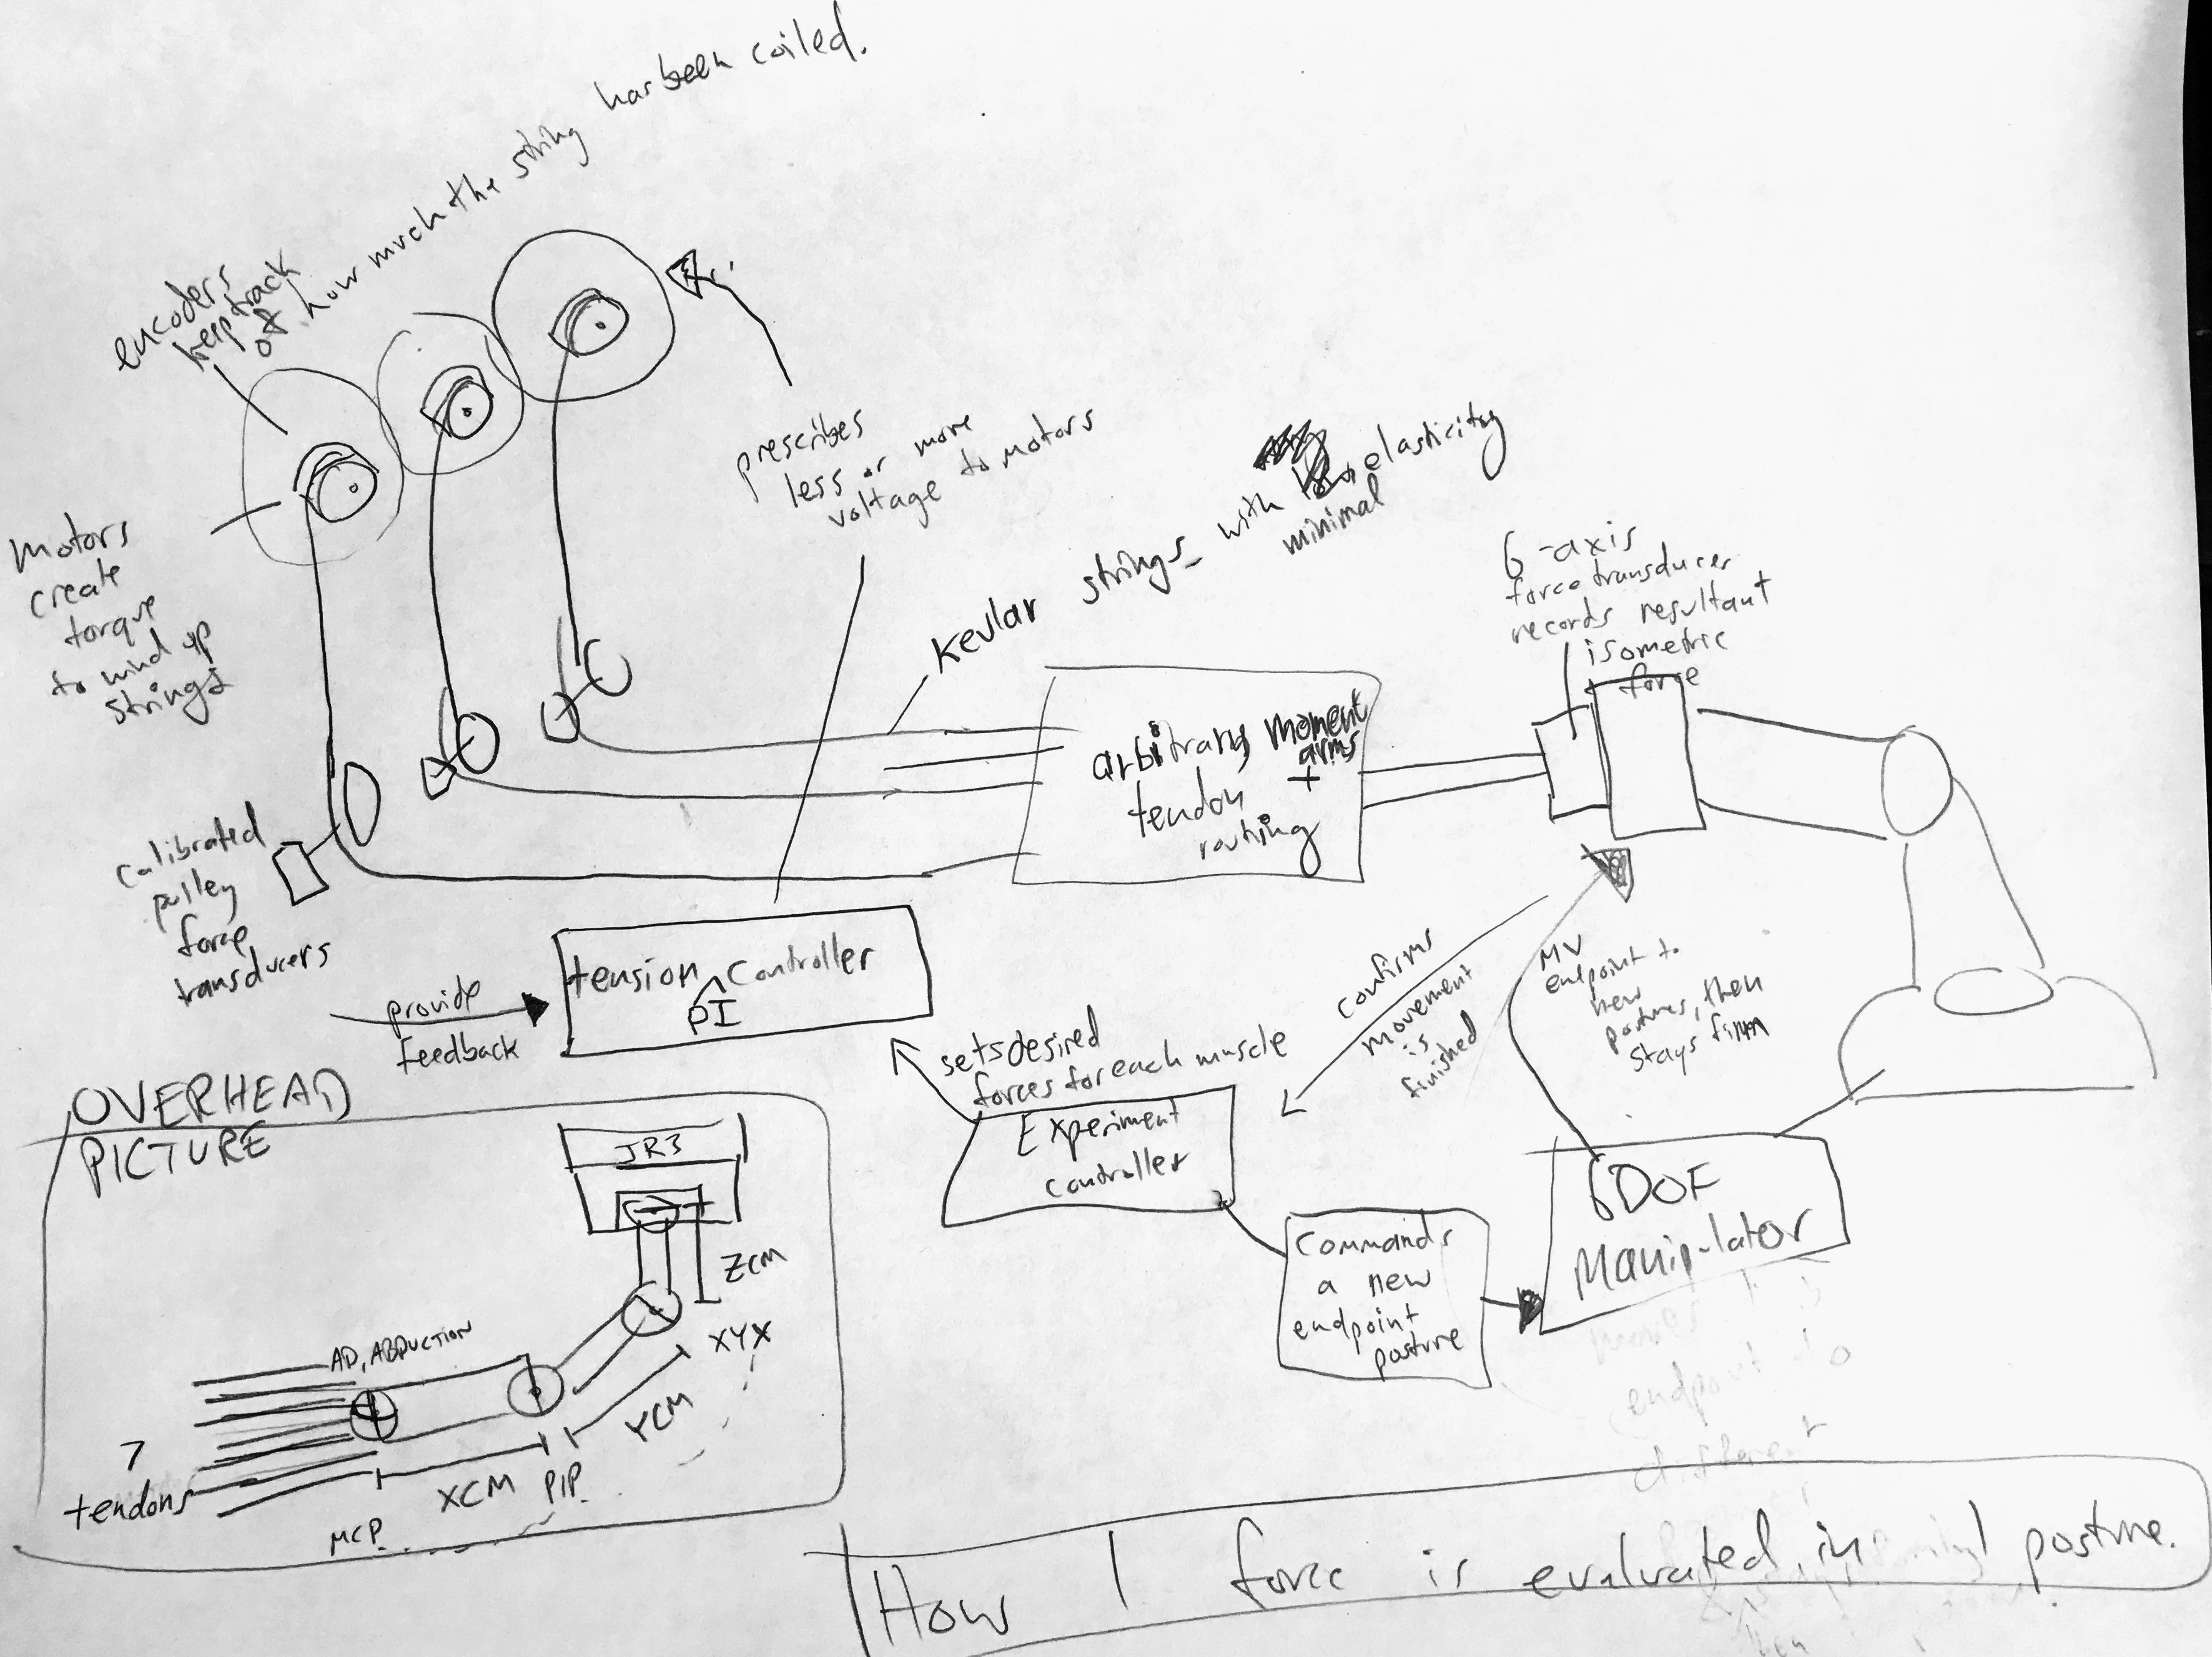 encoders
keep track
of how much the string has been coiled.
motors
create
torque
to wind up
strings
prescribes
less or more
voltage to motors
Kevlar strings with elasticity
minimal
6-axis
force transducer
records resultant
isometric
force
arbitrary moment
arms
+
tendon
routing
calibrated
pulley
force
transducers
provide
feedback
tension controller
PI
sets desired
forces for each muscle
Experiment
controller
confirms
movement
is
finished
MV
endpoint to
new
postures, then
stays firm
6DOF
Manipulator
Commands
a new
endpoint
posture
OVERHEAD
PICTURE
JR3
ZCM
XYX
AD, ABDUCTION
YCM
7
tendons
XCM
PIP
MCP
How 1 force is evaluated in 1 posture.